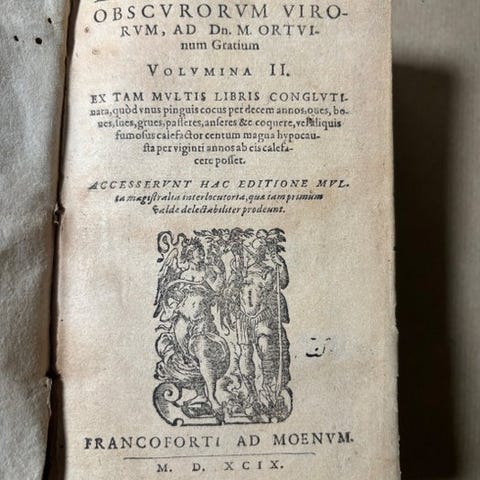 OBSCVRORVM VIRO-
RVM, AD Dn. M. ORTVI-
num Gratium
VOLVMINA II.
EX TAM MVLTIS LIBRIS CONGLVTI-
nata, quòd vnus pinguis cocus per decem annos, oues, bo-
ues, sues, grues, passeres, anseres &c coquere, vel aliquis
fumosus calefactor centum magna hypocau-
sta per viginti annos ab eis calefa-
cere posset.
ACCESSERVNT HAC EDITIONE MVL-
ta magistralia interlocutoria, quæ tam primum
valde delectabiliter prodeunt.
FRANCOFORTI AD MOENVM.
M. D. XCIX.